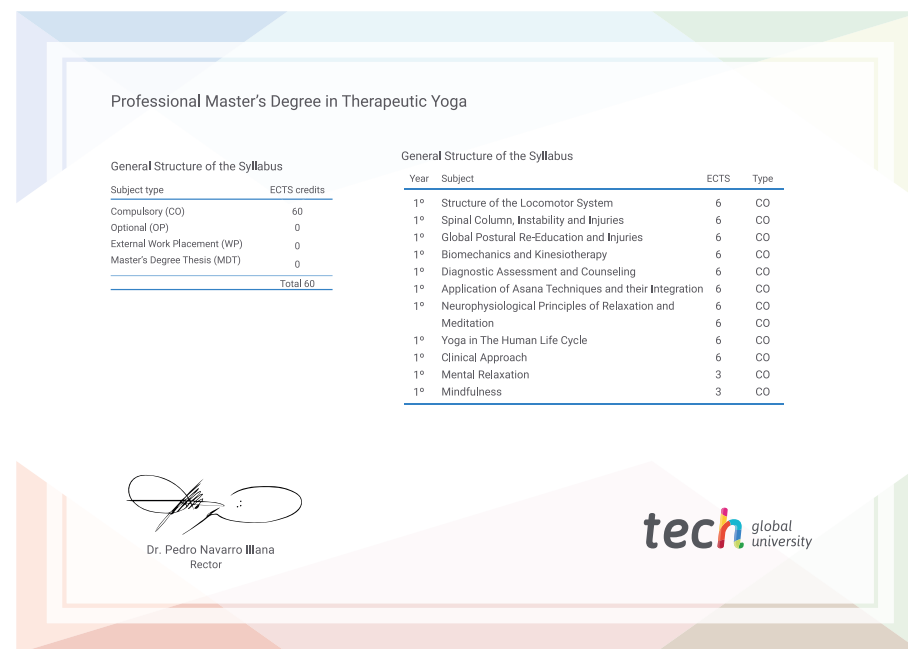 Professional Master's Degree in Therapeutic Yoga
General Structure of the Syllabus
Subject type ECTS credits
Compulsory (CO) 60
Optional (OP) 0
External Work Placement (WP) 0
Master's Degree Thesis (MDT) 0
Total 60
General Structure of the Syllabus
Year Subject ECTS Type
1º Structure of the Locomotor System 6 CO
1º Spinal Column, Instability and Injuries 6 CO
1º Global Postural Re-Education and Injuries 6 CO
1º Biomechanics and Kinesiotherapy 6 CO
1º Diagnostic Assessment and Counseling 6 CO
1º Application of Asana Techniques and their Integration 6 CO
1º Neurophysiological Principles of Relaxation and 6 CO
Meditation 6 CO
1º Yoga in The Human Life Cycle 6 CO
1º Clinical Approach 6 CO
1º Mental Relaxation 3 CO
1º Mindfulness 3 CO
Dr. Pedro Navarro Illana
Rector
tech global
university